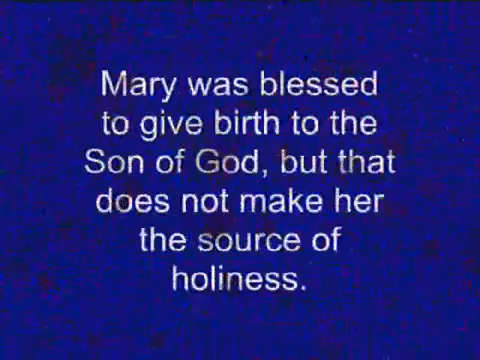 Mary was blessed
to give birth to the
Son of God, but that
does not make her
the source of
holiness.